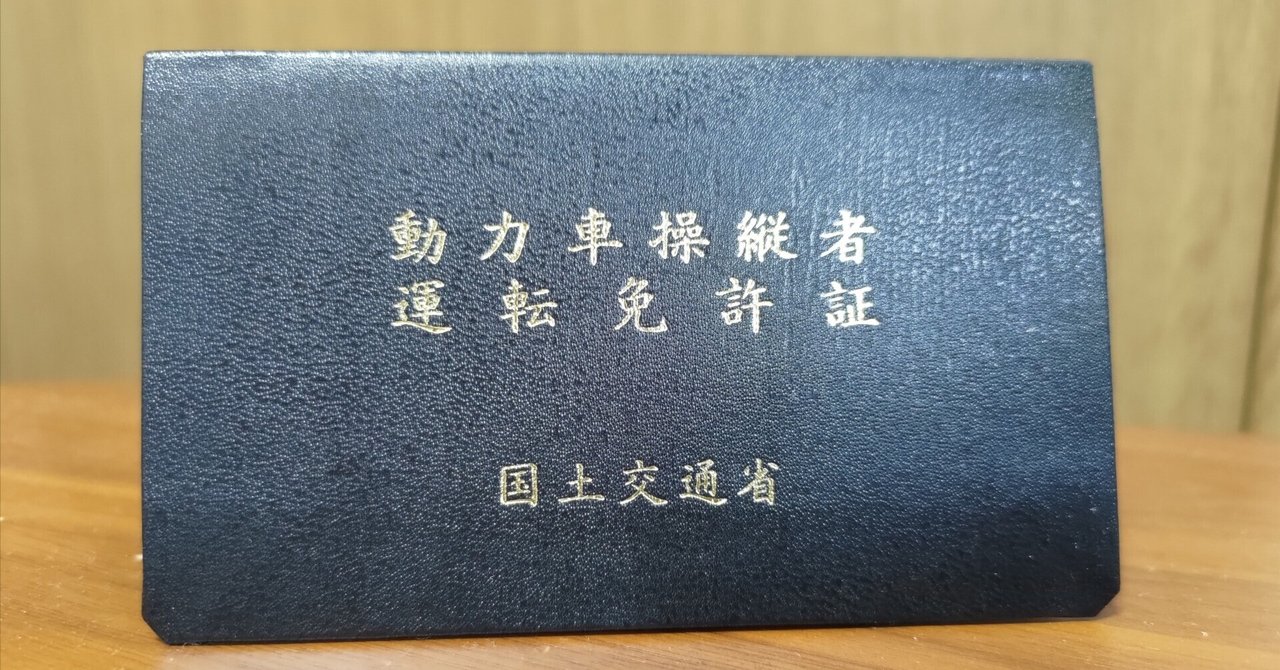 動力車操縦者
運転免許証
国土交通省